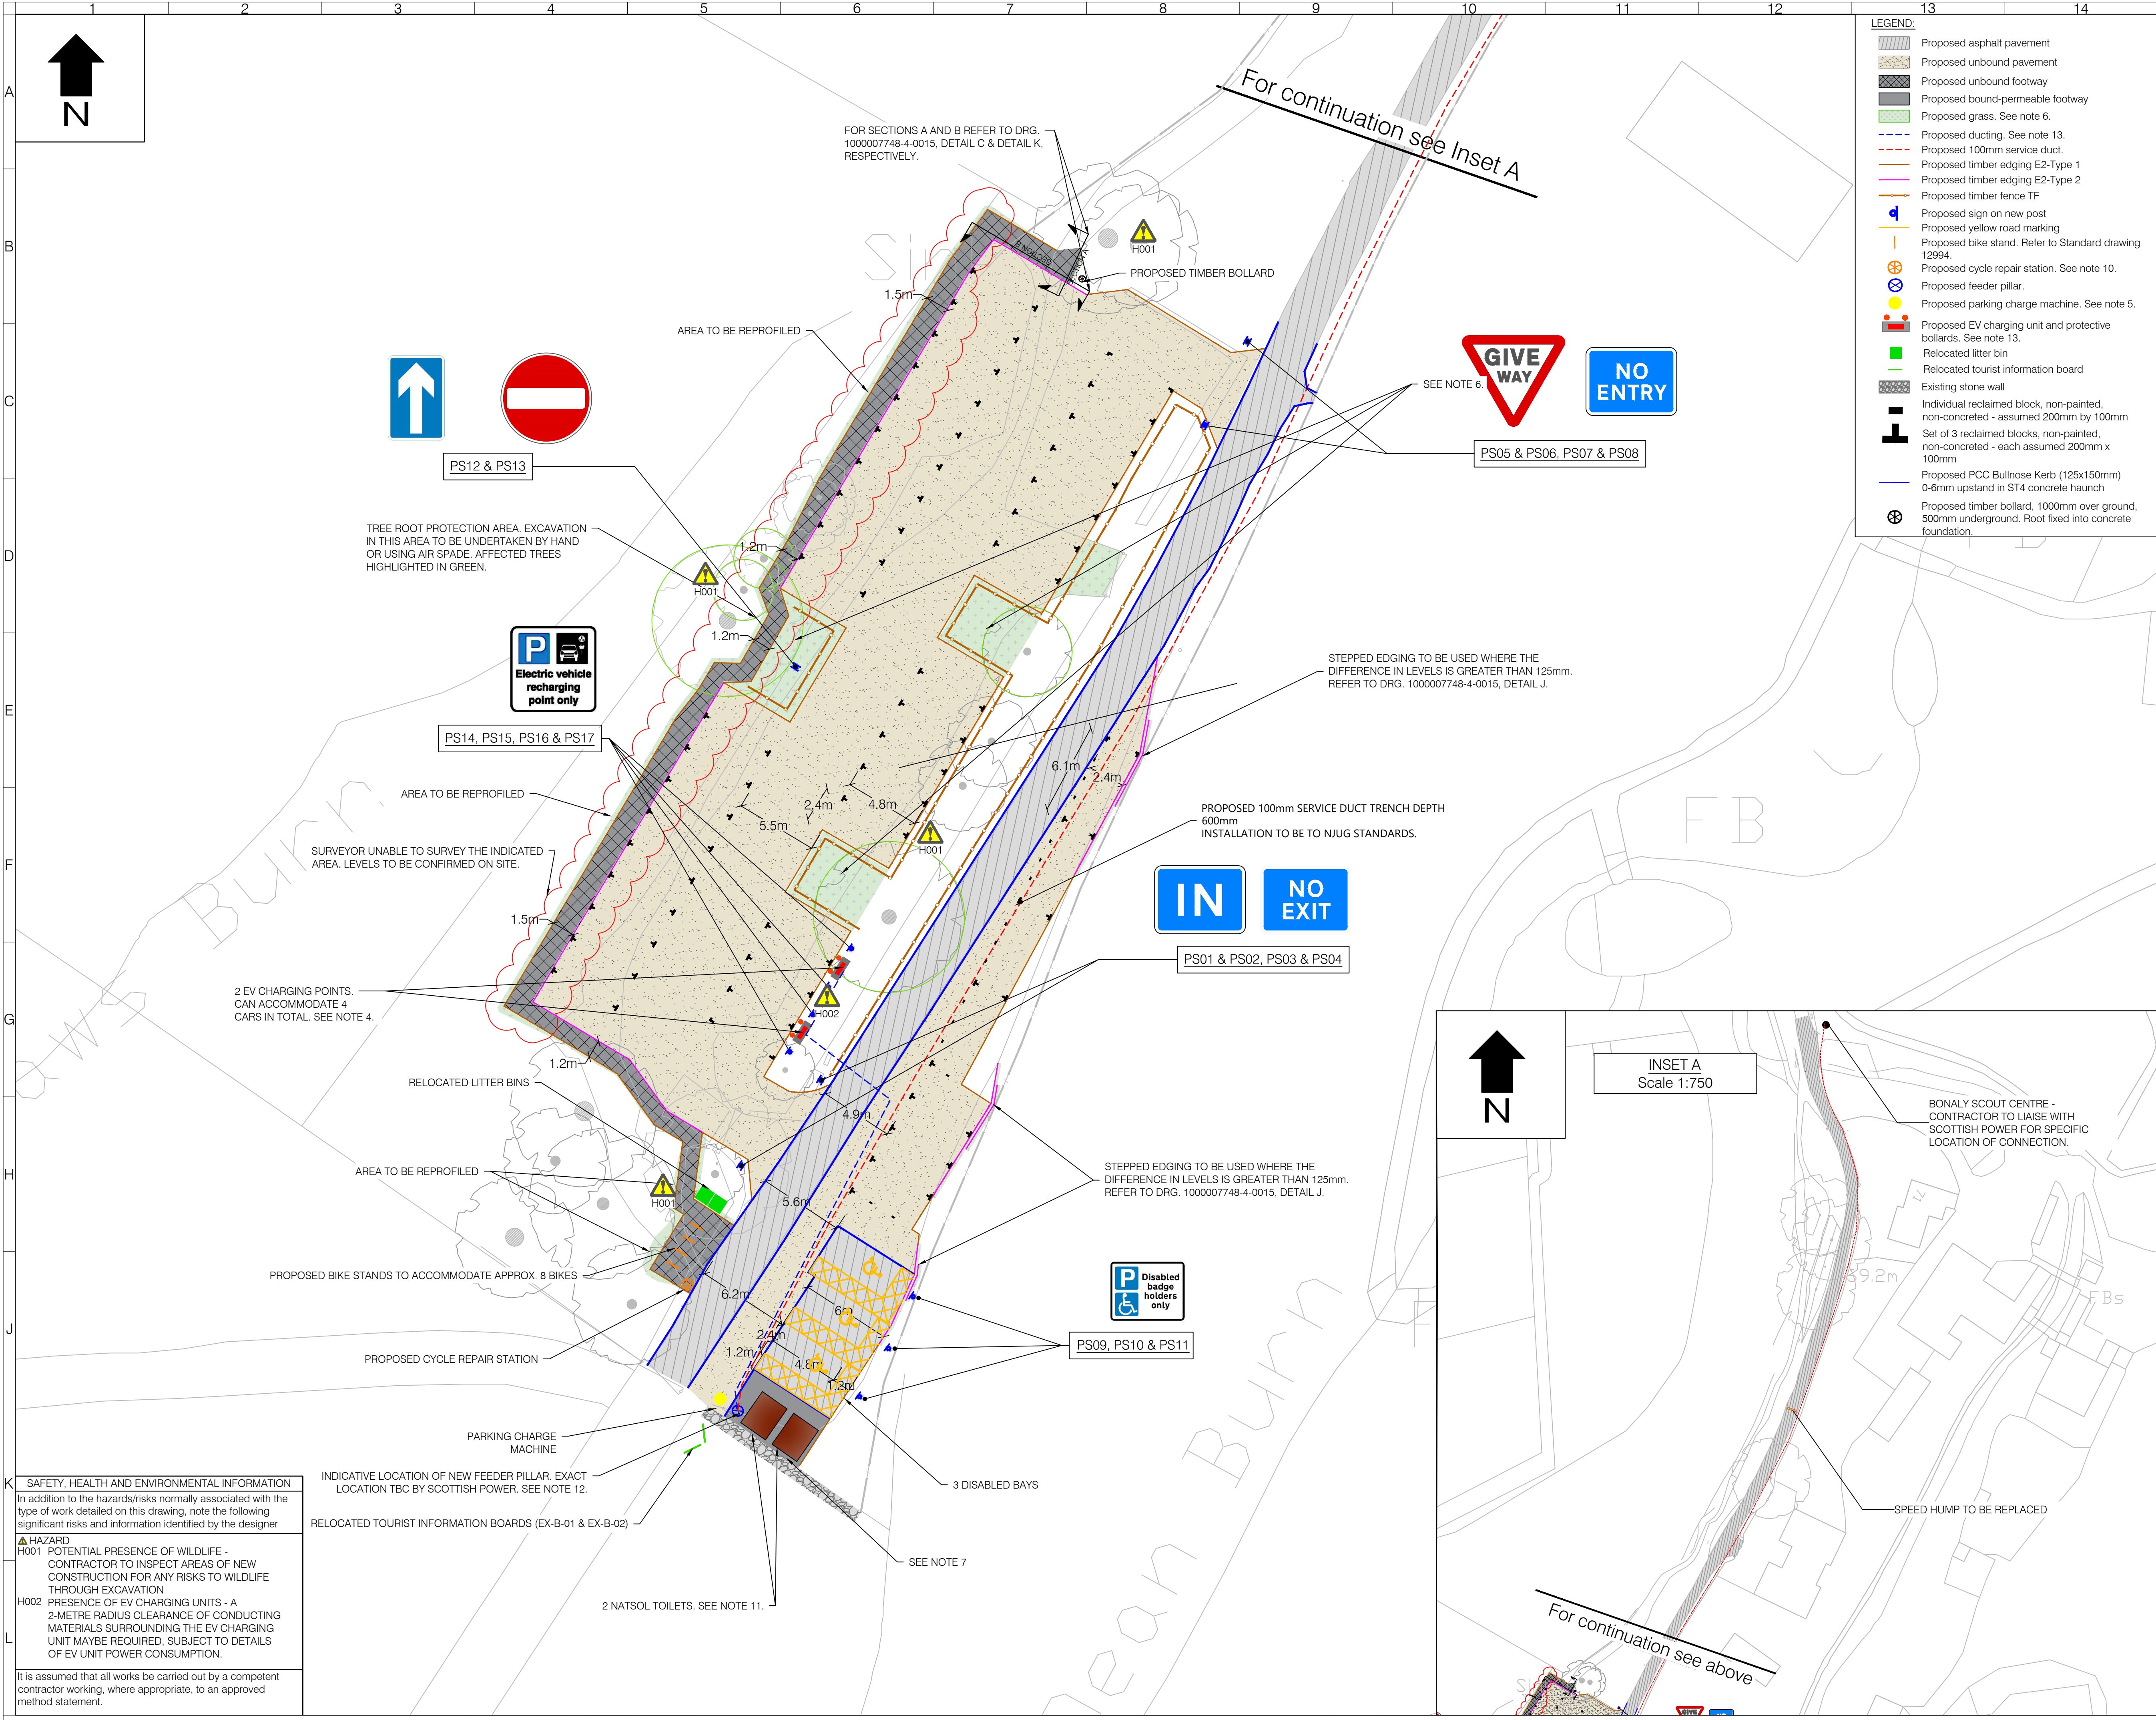 1 2 3 4 5 6 7 8 9 10 11 12 13 14
A
B
C
D
E
F
G
H
J
K
L
N
For continuation see Inset A
FOR SECTIONS A AND B REFER TO DRG.
1000007748-4-0015, DETAIL C & DETAIL K,
RESPECTIVELY.
H001
SECTION B
SECTION A
PROPOSED TIMBER BOLLARD
1.5m
AREA TO BE REPROFILED
GIVE
WAY
NO
ENTRY
SEE NOTE 6.
PS05 & PS06, PS07 & PS08
PS12 & PS13
TREE ROOT PROTECTION AREA. EXCAVATION
IN THIS AREA TO BE UNDERTAKEN BY HAND
OR USING AIR SPADE. AFFECTED TREES
HIGHLIGHTED IN GREEN.
1.2m
H001
1.2m
P
Electric vehicle
recharging
point only
PS14, PS15, PS16 & PS17
STEPPED EDGING TO BE USED WHERE THE
DIFFERENCE IN LEVELS IS GREATER THAN 125mm.
REFER TO DRG. 1000007748-4-0015, DETAIL J.
6.1m
2.4m
AREA TO BE REPROFILED
2.4m
4.8m
5.5m
H001
PROPOSED 100mm SERVICE DUCT TRENCH DEPTH
600mm
INSTALLATION TO BE TO NJUG STANDARDS.
SURVEYOR UNABLE TO SURVEY THE INDICATED
AREA. LEVELS TO BE CONFIRMED ON SITE.
IN
NO
EXIT
1.5m
PS01 & PS02, PS03 & PS04
2 EV CHARGING POINTS.
CAN ACCOMMODATE 4
CARS IN TOTAL. SEE NOTE 4.
H002
1.2m
RELOCATED LITTER BINS
4.9m
AREA TO BE REPROFILED
H001
STEPPED EDGING TO BE USED WHERE THE
DIFFERENCE IN LEVELS IS GREATER THAN 125mm.
REFER TO DRG. 1000007748-4-0015, DETAIL J.
5.6m
PROPOSED BIKE STANDS TO ACCOMMODATE APPROX. 8 BIKES
6.2m
6m
P
Disabled
badge
holders
only
PS09, PS10 & PS11
2.4m
1.2m
4.8m
1.2m
PROPOSED CYCLE REPAIR STATION
PARKING CHARGE
MACHINE
INDICATIVE LOCATION OF NEW FEEDER PILLAR. EXACT
LOCATION TBC BY SCOTTISH POWER. SEE NOTE 12.
3 DISABLED BAYS
RELOCATED TOURIST INFORMATION BOARDS (EX-B-01 & EX-B-02)
SEE NOTE 7
2 NATSOL TOILETS. SEE NOTE 11.
Burn
Burn
FB
LEGEND:
Proposed asphalt pavement
Proposed unbound pavement
Proposed unbound footway
Proposed bound-permeable footway
Proposed grass. See note 6.
Proposed ducting. See note 13.
Proposed 100mm service duct.
Proposed timber edging E2-Type 1
Proposed timber edging E2-Type 2
Proposed timber fence TF
Proposed sign on new post
Proposed yellow road marking
Proposed bike stand. Refer to Standard drawing
12994.
Proposed cycle repair station. See note 10.
Proposed feeder pillar.
Proposed parking charge machine. See note 5.
Proposed EV charging unit and protective
bollards. See note 13.
Relocated litter bin
Relocated tourist information board
Existing stone wall
Individual reclaimed block, non-painted,
non-concreted - assumed 200mm by 100mm
Set of 3 reclaimed blocks, non-painted,
non-concreted - each assumed 200mm x
100mm
Proposed PCC Bullnose Kerb (125x150mm)
0-6mm upstand in ST4 concrete haunch
Proposed timber bollard, 1000mm over ground,
500mm underground. Root fixed into concrete
foundation.
SAFETY, HEALTH AND ENVIRONMENTAL INFORMATION
In addition to the hazards/risks normally associated with the
type of work detailed on this drawing, note the following
significant risks and information identified by the designer
HAZARD
H001 POTENTIAL PRESENCE OF WILDLIFE -
CONTRACTOR TO INSPECT AREAS OF NEW
CONSTRUCTION FOR ANY RISKS TO WILDLIFE
THROUGH EXCAVATION
H002 PRESENCE OF EV CHARGING UNITS - A
2-METRE RADIUS CLEARANCE OF CONDUCTING
MATERIALS SURROUNDING THE EV CHARGING
UNIT MAYBE REQUIRED, SUBJECT TO DETAILS
OF EV UNIT POWER CONSUMPTION.
It is assumed that all works be carried out by a competent
contractor working, where appropriate, to an approved
method statement.
N
INSET A
Scale 1:750
BONALY SCOUT CENTRE -
CONTRACTOR TO LIAISE WITH
SCOTTISH POWER FOR SPECIFIC
LOCATION OF CONNECTION.
FBs
SPEED HUMP TO BE REPLACED
For continuation see above
GIVE